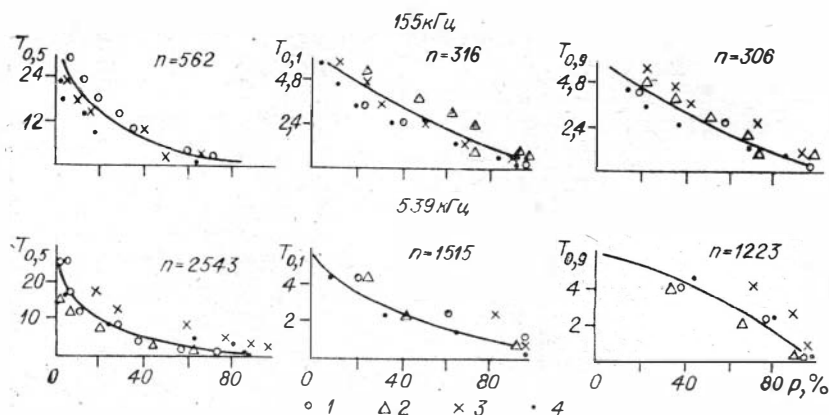 155кГц
T0,5 n=562 T0,1 n=316 T0,9 n=306
24 4,8 4,8
12 2,4 2,4
539кГц
T0,5 n=2543 T0,1 n=1515 T0,9 n=1223
20 4 4
10 2 2
0 40 80 0 40 80 0 40 80 P,%
○ 1 △ 2 × 3 • 4